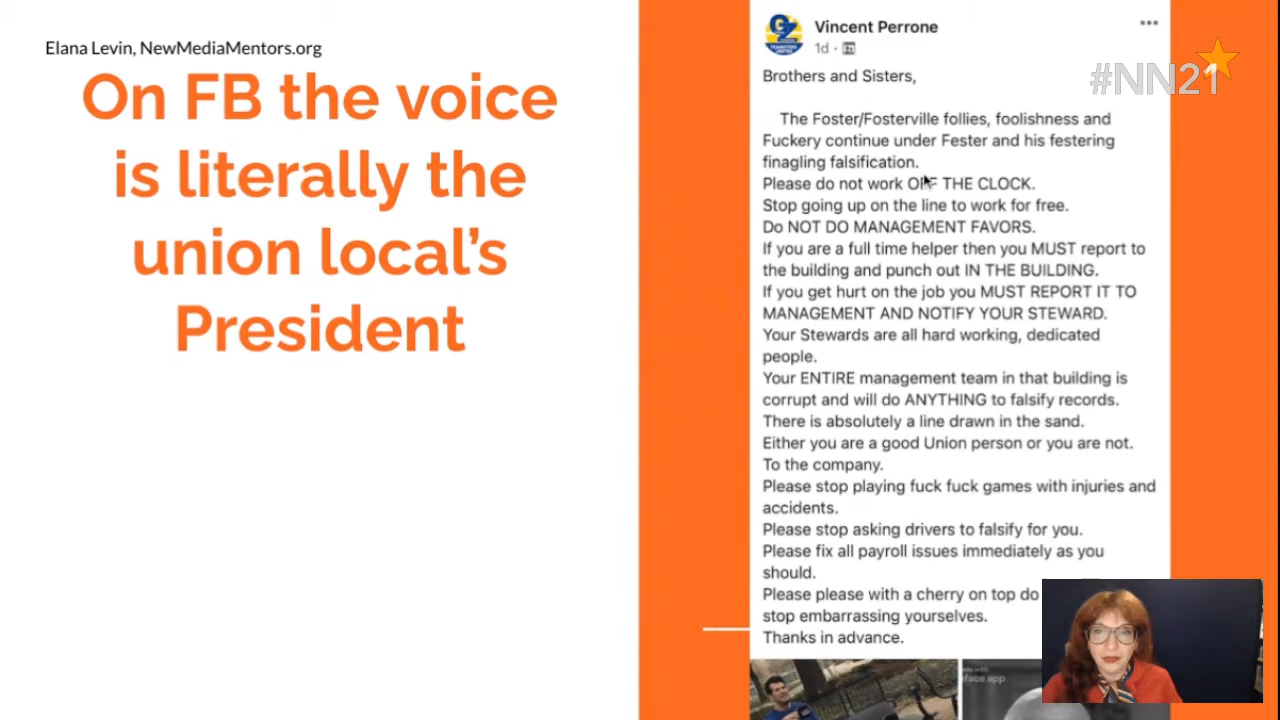 Elana Levin, NewMediaMentors.org
On FB the voice
is literally the
union local's
President
Vincent Perrone
1d ·
#NN21
Brothers and Sisters,
The Foster/Fosterville follies, foolishness and
Fuckery continue under Fester and his festering
finagling falsification.
Please do not work OFF THE CLOCK.
Stop going up on the line to work for free.
Do NOT DO MANAGEMENT FAVORS.
If you are a full time helper then you MUST report to
the building and punch out IN THE BUILDING.
If you get hurt on the job you MUST REPORT IT TO
MANAGEMENT AND NOTIFY YOUR STEWARD.
Your Stewards are all hard working, dedicated
people.
Your ENTIRE management team in that building is
corrupt and will do ANYTHING to falsify records.
There is absolutely a line drawn in the sand.
Either you are a good Union person or you are not.
To the company.
Please stop playing fuck fuck games with injuries and
accidents.
Please stop asking drivers to falsify for you.
Please fix all payroll issues immediately as you
should.
Please please with a cherry on top do
stop embarrassing yourselves.
Thanks in advance.
face app